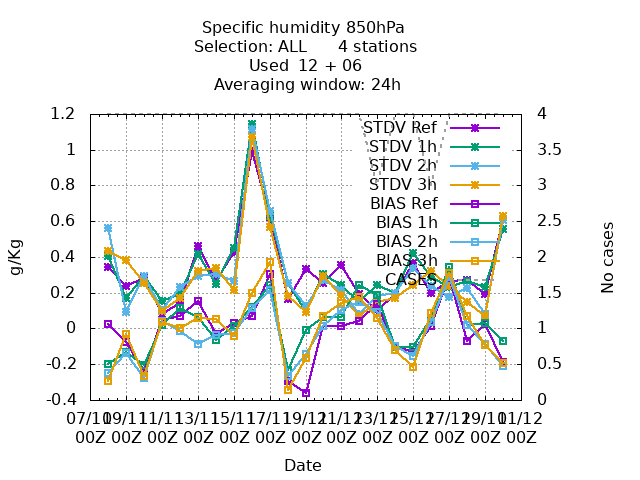 Specific humidity 850hPa
Selection: ALL 4 stations
Used 12 + 06
Averaging window: 24h
1.2
1
0.8
0.6
0.4
0.2
0
-0.2
-0.4
g/Kg
4
3.5
3
2.5
2
1.5
1
0.5
0
No cases
STDV Ref
STDV 1h
STDV 2h
STDV 3h
BIAS Ref
BIAS 1h
BIAS 2h
BIAS 3h
CASES
07/11 09/11 11/11 13/11 15/11 17/11 19/11 21/11 23/11 25/11 27/11 29/11 01/12
00Z 00Z 00Z 00Z 00Z 00Z 00Z 00Z 00Z 00Z 00Z 00Z 00Z
Date